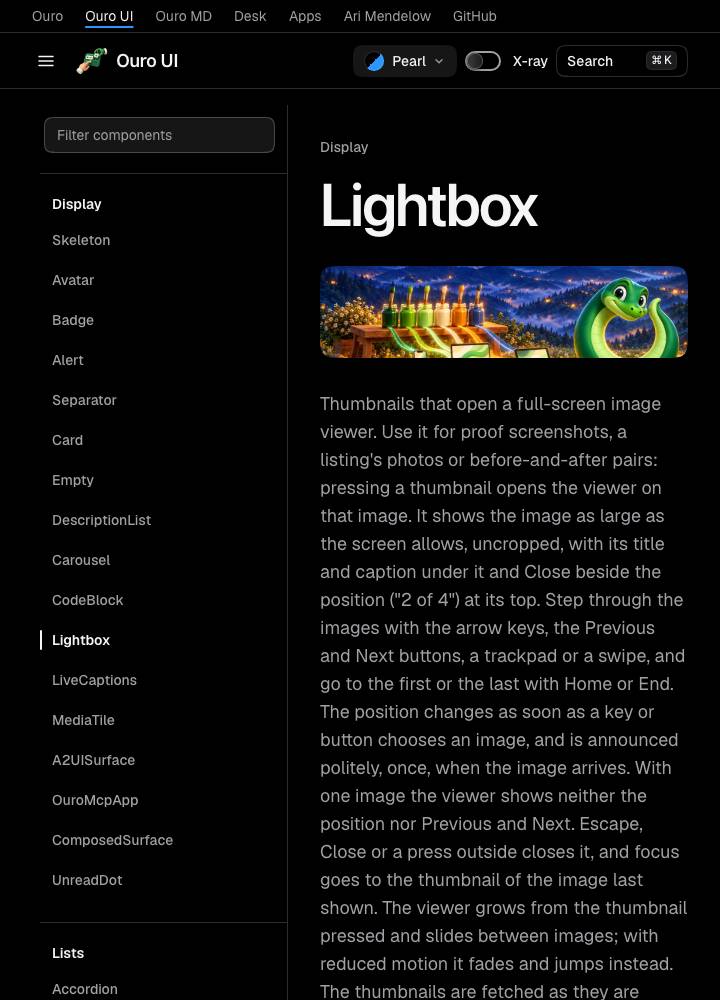 Ouro
Ouro UI
Ouro MD
Desk
Apps
Ari Mendelow
GitHub
Ouro UI
Pearl
X-ray
Search
⌘ K
Filter components
Display
Skeleton
Avatar
Badge
Alert
Separator
Card
Empty
DescriptionList
Carousel
CodeBlock
Lightbox
LiveCaptions
MediaTile
A2UISurface
OuroMcpApp
ComposedSurface
UnreadDot
Lists
Accordion
Display
Lightbox
Thumbnails that open a full-screen image
viewer. Use it for proof screenshots, a
listing's photos or before-and-after pairs:
pressing a thumbnail opens the viewer on
that image. It shows the image as large as
the screen allows, uncropped, with its title
and caption under it and Close beside the
position ("2 of 4") at its top. Step through the
images with the arrow keys, the Previous
and Next buttons, a trackpad or a swipe, and
go to the first or the last with Home or End.
The position changes as soon as a key or
button chooses an image, and is announced
politely, once, when the image arrives. With
one image the viewer shows neither the
position nor Previous and Next. Escape,
Close or a press outside closes it, and focus
goes to the thumbnail of the image last
shown. The viewer grows from the thumbnail
pressed and slides between images; with
reduced motion it fades and jumps instead.
The thumbnails are fetched as they are